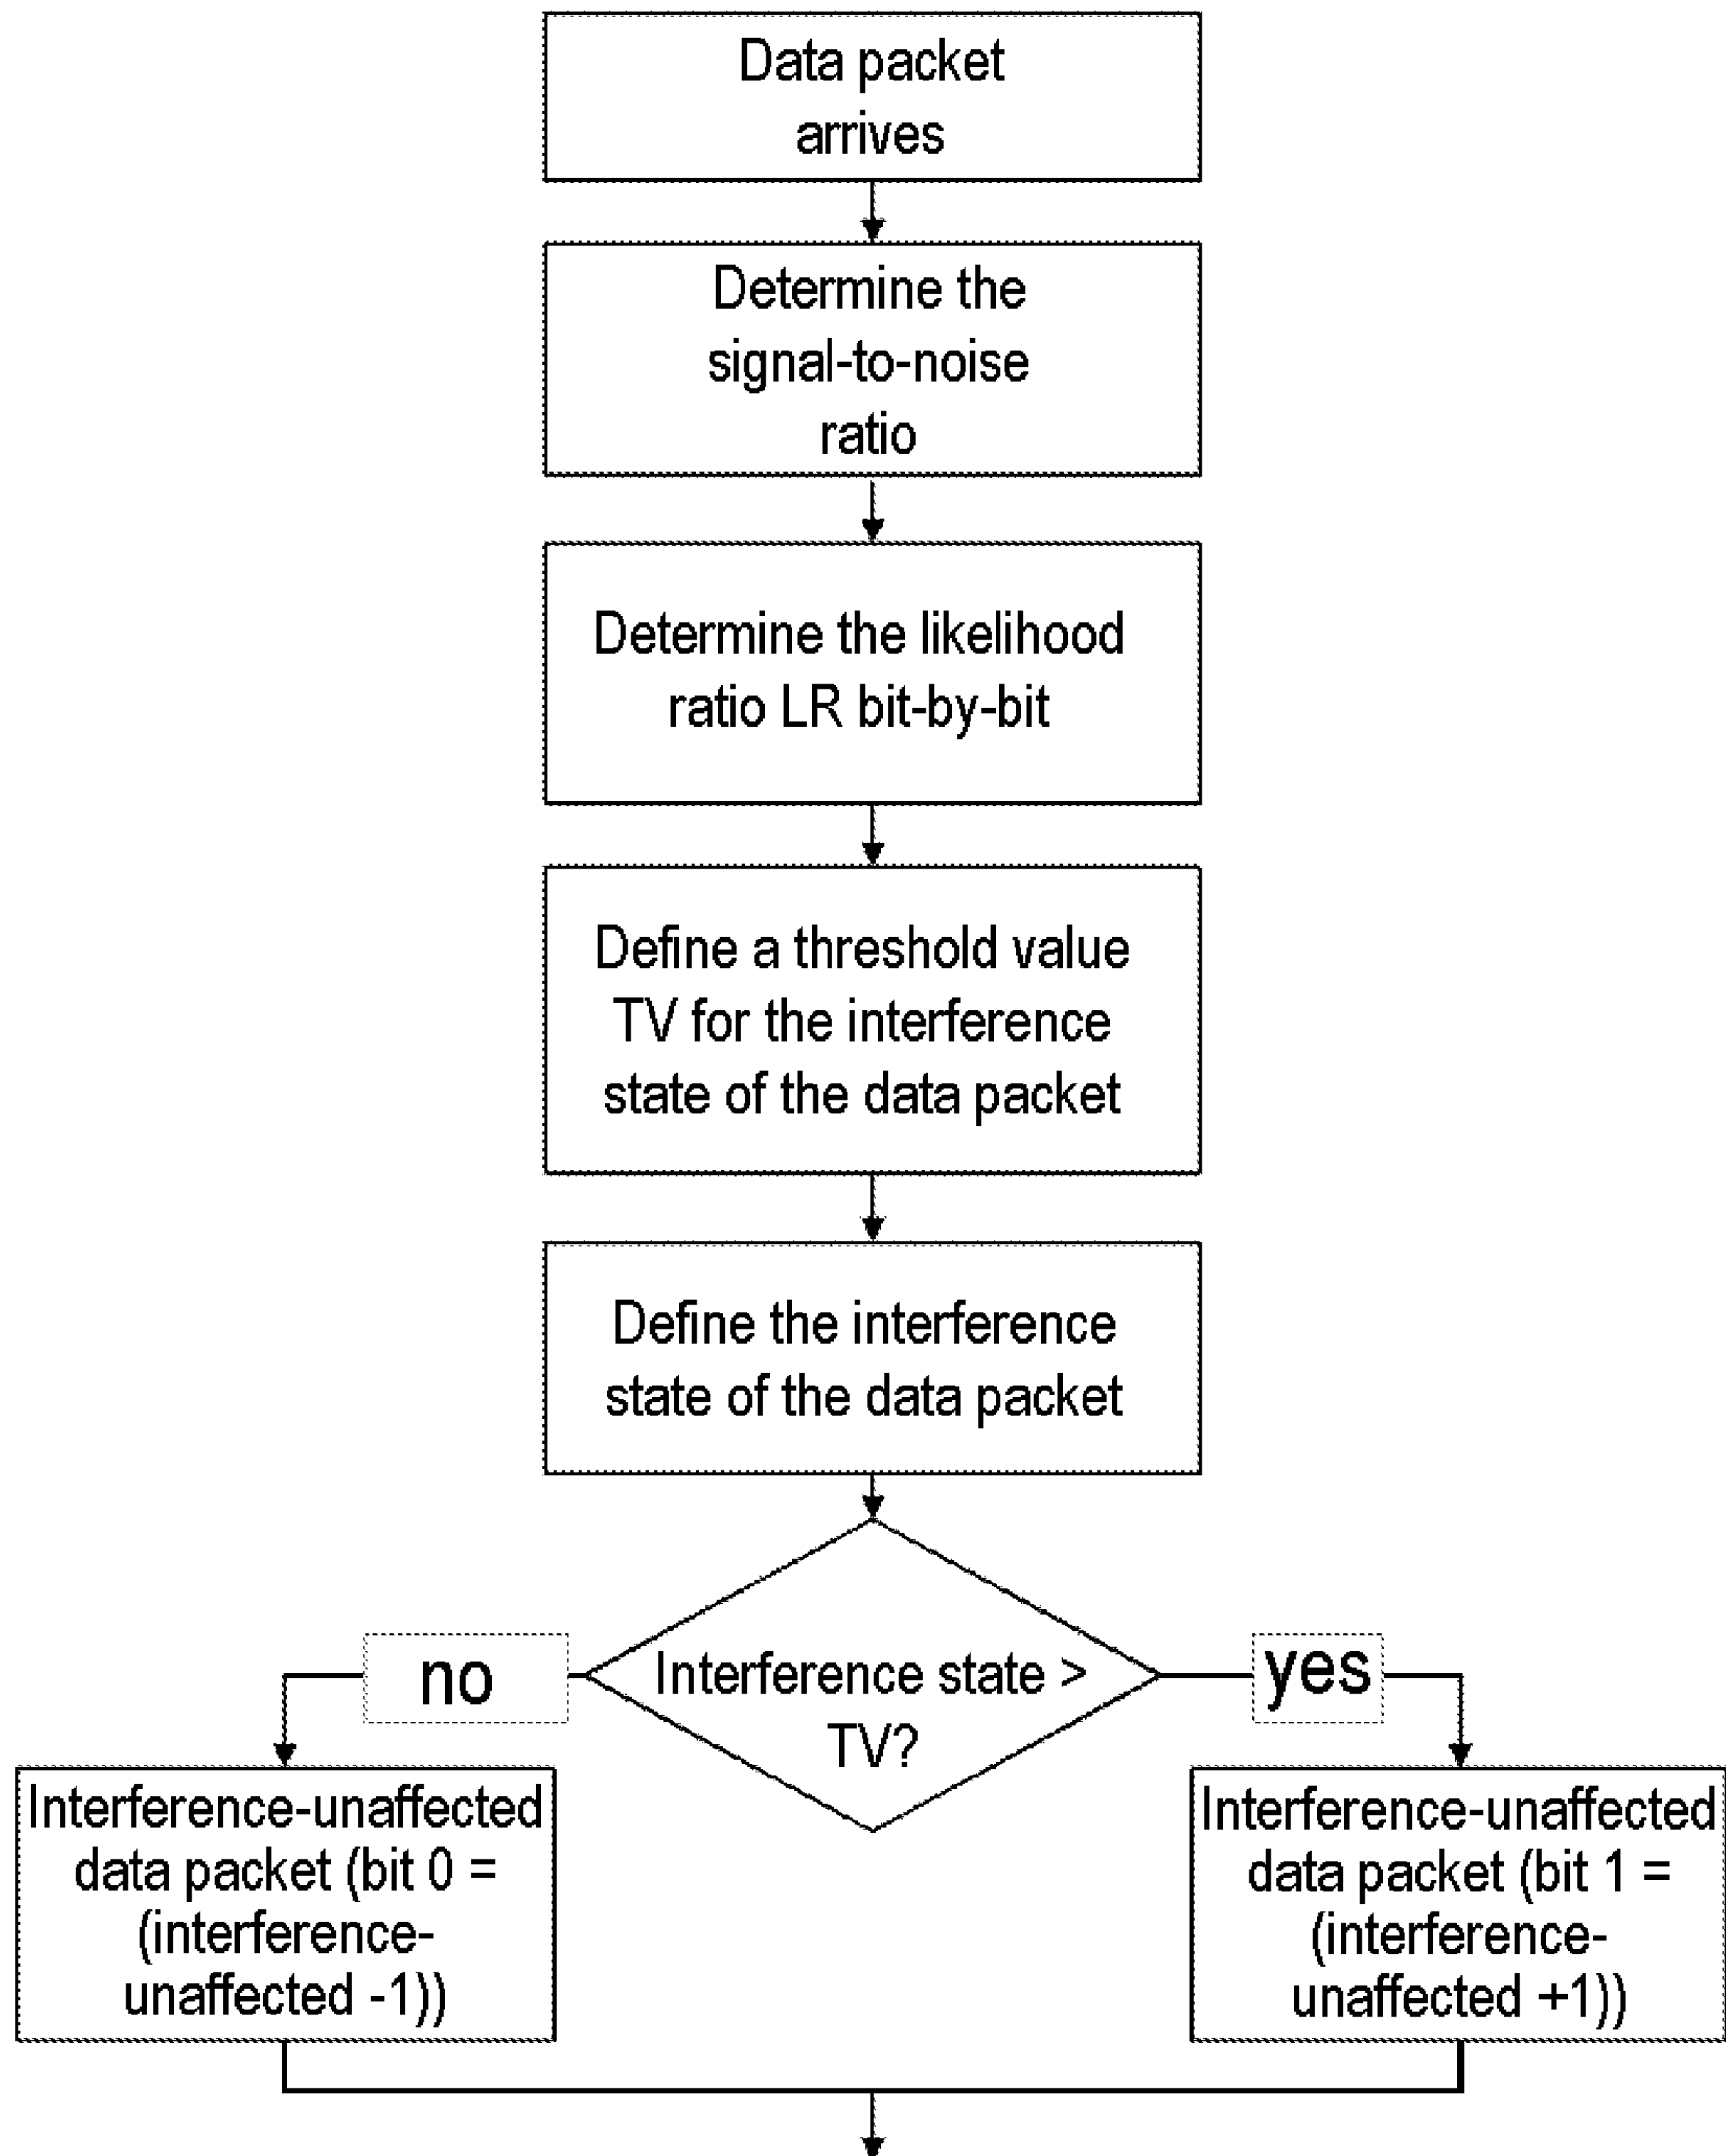 Data packet
arrives
Determine the
signal-to-noise
ratio
Determine the likelihood
ratio LR bit-by-bit
Define a threshold value
TV for the interference
state of the data packet
Define the interference
state of the data packet
Interference state >
TV?
no
yes
Interference-unaffected
data packet (bit 0 =
(interference-
unaffected -1))
Interference-unaffected
data packet (bit 1 =
(interference-
unaffected +1))